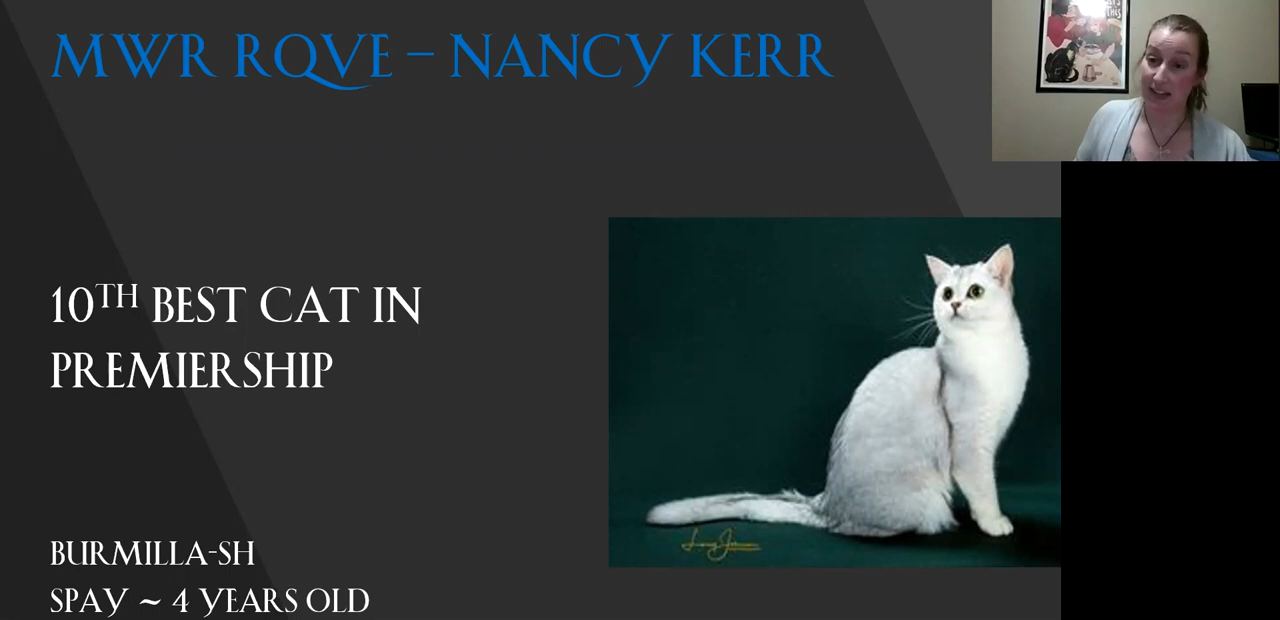 MWR RQVE – NANCY KERR
10TH BEST CAT IN
PREMIERSHIP
BURMILLA-SH
SPAY ~ 4 YEARS OLD